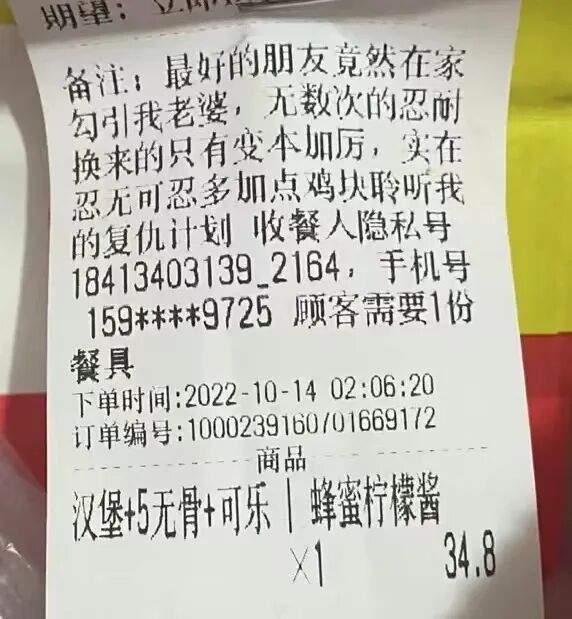 期望：立即
备注：最好的朋友竟然在家
勾引我老婆，无数次的忍耐
换来的只有变本加厉，实在
忍无可忍多加点鸡块聆听我
的复仇计划 收餐人隐私号
18413403139_2164，手机号
159****9725 顾客需要1份
餐具
下单时间:2022-10-14 02:06:20
订单编号:1000239160701669172
商品
汉堡+5无骨+可乐 | 蜂蜜柠檬酱
×1 34.8